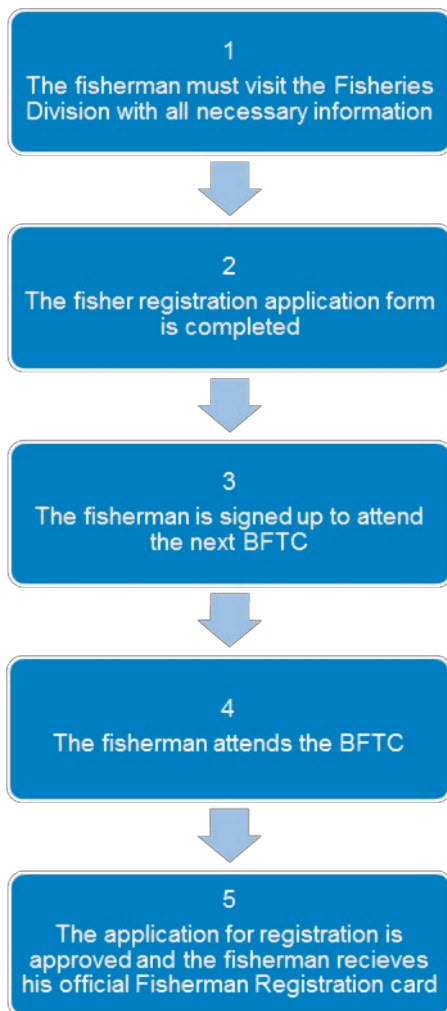 1
The fisherman must visit the Fisheries
Division with all necessary information
2
The fisher registration application form
is completed
3
The fisherman is signed up to attend
the next BFTC
4
The fisherman attends the BFTC
5
The application for registration is
approved and the fisherman recieves
his official Fisherman Registration card